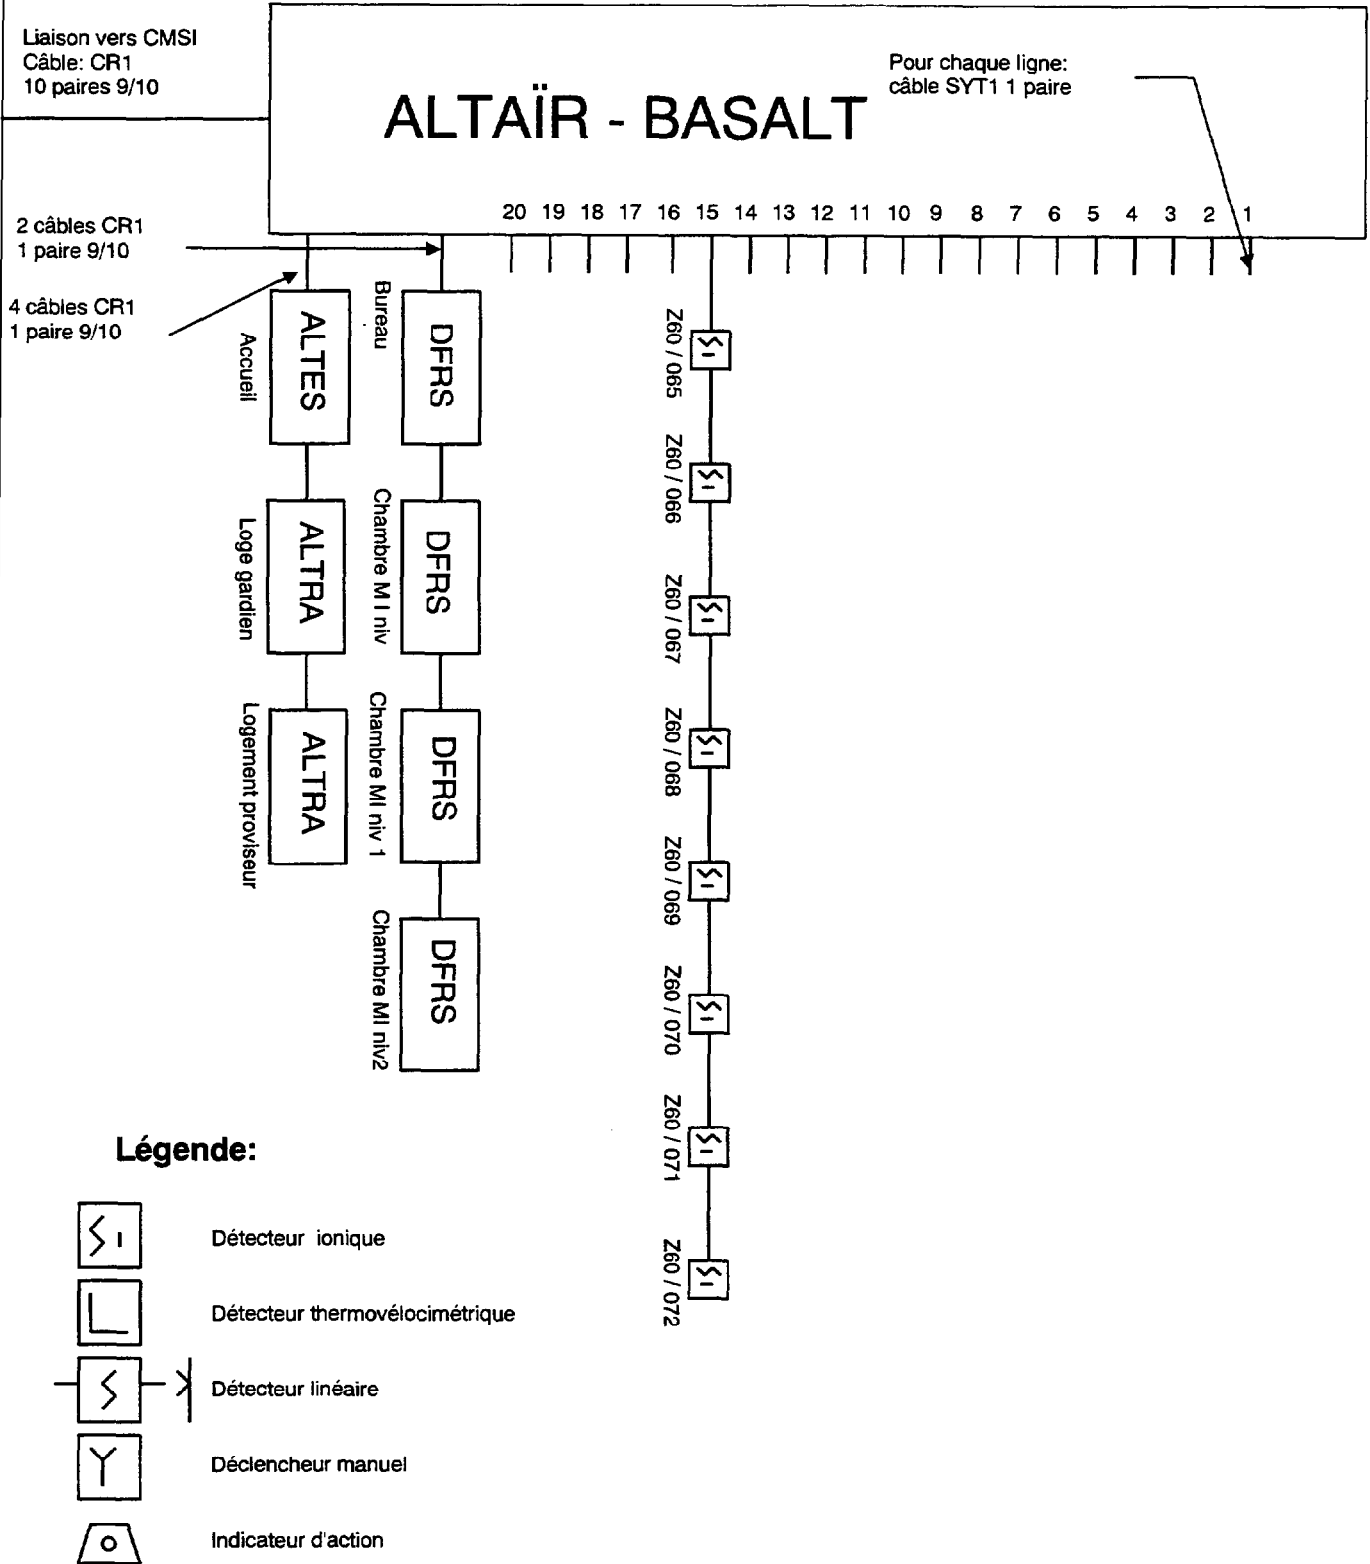 Liaison vers CMSI
Câble: CR1
10 paires 9/10
ALTAÏR - BASALT
Pour chaque ligne:
câble SYT1 1 paire
20 19 18 17 16 15 14 13 12 11 10 9 8 7 6 5 4 3 2 1
2 câbles CR1
1 paire 9/10
4 câbles CR1
1 paire 9/10
Accueil
ALTES
Loge gardien
ALTRA
Logement proviseur
ALTRA
Bureau
DFRS
Chambre M I niv
DFRS
Chambre MI niv 1
DFRS
Chambre MI niv2
DFRS
Z60 / 065
Z60 / 066
Z60 / 067
Z60 / 068
Z60 / 069
Z60 / 070
Z60 / 071
Z60 / 072
Légende:
Détecteur ionique
Détecteur thermovélocimétrique
Détecteur linéaire
Déclencheur manuel
Indicateur d'action